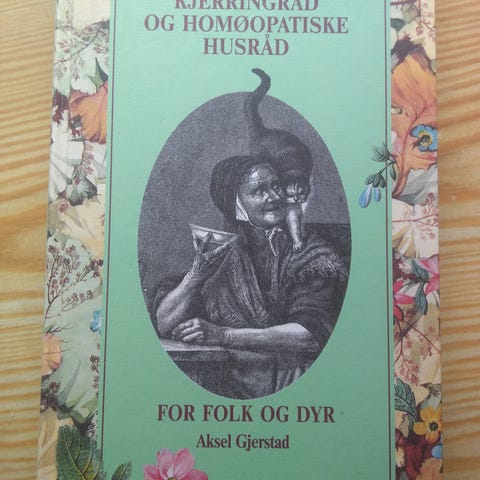 KJERRINGRÅD
OG HOMØOPATISKE
HUSRÅD
FOR FOLK OG DYR
Aksel Gjerstad